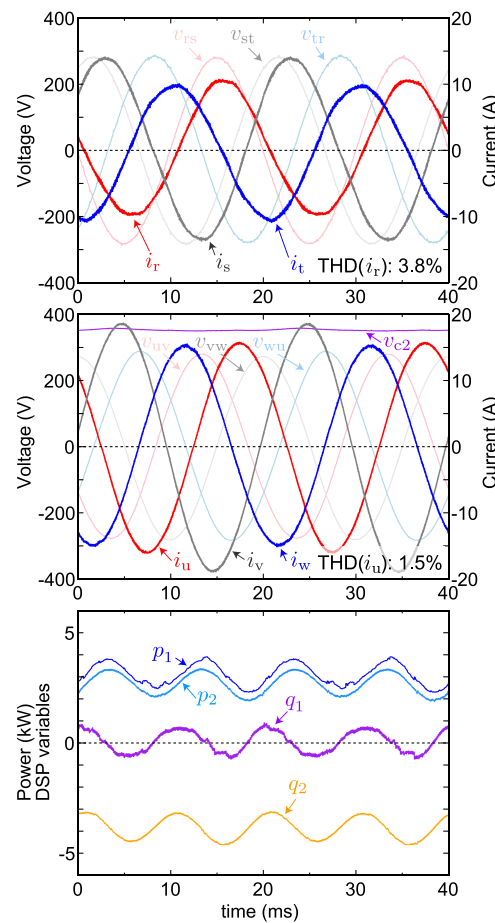 400
20
v_rs
v_st
v_tr
200
10
Voltage (V)
0
0
Current (A)
-200
-10
i_r
i_s
i_t
THD(i_r): 3.8%
-400
-20
0
10
20
30
40
400
20
v_uv
v_vw
v_wu
v_c2
200
10
Voltage (V)
0
0
Current (A)
-200
-10
i_u
i_v
i_w
THD(i_u): 1.5%
-400
-20
0
10
20
30
40
5
p_1
p_2
Power (kW)
DSP variables
q_1
0
q_2
-5
0
10
20
30
40
time (ms)